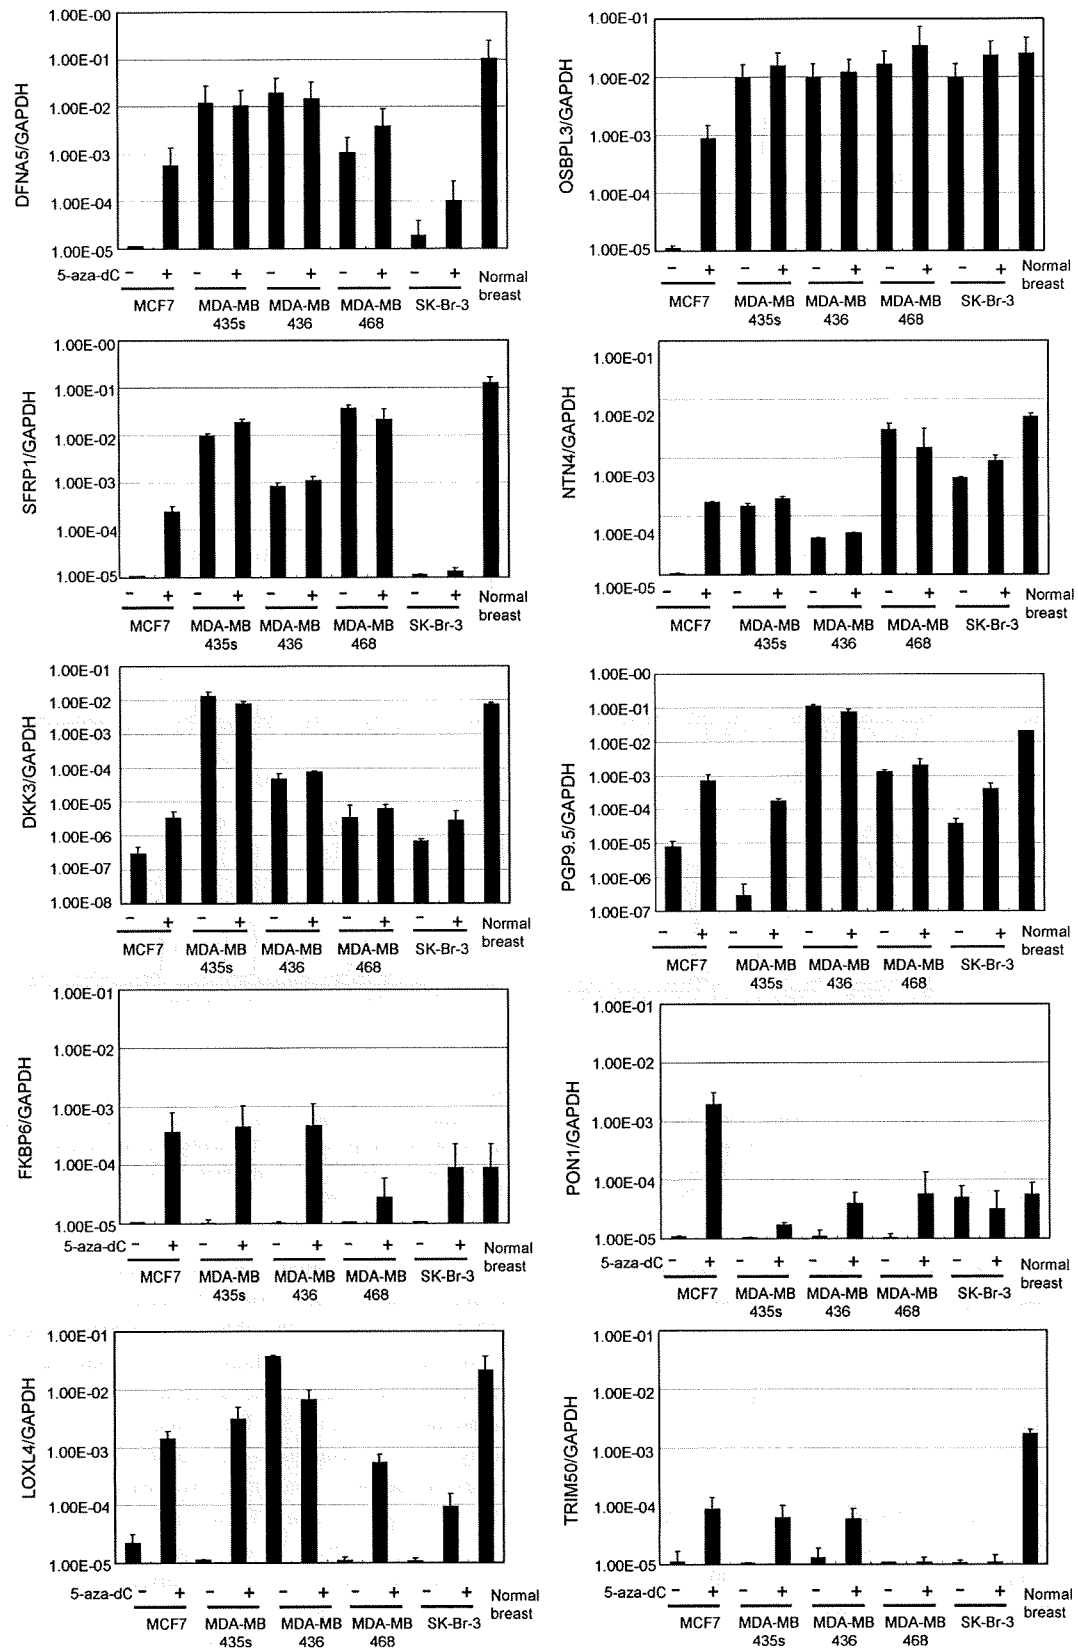 DFNA5/GAPDH
1.00E-00
1.00E-01
1.00E-02
1.00E-03
1.00E-04
1.00E-05
5-aza-dC - + - + - + - + - + Normal
MCF7 MDA-MB MDA-MB MDA-MB SK-Br-3 breast
435s 436 468
OSBPL3/GAPDH
1.00E-01
1.00E-02
1.00E-03
1.00E-04
1.00E-05
- + - + - + - + - + Normal
MCF7 MDA-MB MDA-MB MDA-MB SK-Br-3 breast
435s 436 468
SFRP1/GAPDH
1.00E-00
1.00E-01
1.00E-02
1.00E-03
1.00E-04
1.00E-05
- + - + - + - + - + Normal
MCF7 MDA-MB MDA-MB MDA-MB SK-Br-3 breast
435s 436 468
NTN4/GAPDH
1.00E-01
1.00E-02
1.00E-03
1.00E-04
1.00E-05
- + - + - + - + - + Normal
MCF7 MDA-MB MDA-MB MDA-MB SK-Br-3 breast
435s 436 468
DKK3/GAPDH
1.00E-01
1.00E-02
1.00E-03
1.00E-04
1.00E-05
1.00E-06
1.00E-07
1.00E-08
- + - + - + - + - + Normal
MCF7 MDA-MB MDA-MB MDA-MB SK-Br-3 breast
435s 436 468
PGP9.5/GAPDH
1.00E-00
1.00E-01
1.00E-02
1.00E-03
1.00E-04
1.00E-05
1.00E-06
1.00E-07
- + - + - + - + - + Normal
MCF7 MDA-MB MDA-MB MDA-MB SK-Br-3 breast
435s 436 468
FKBP6/GAPDH
1.00E-01
1.00E-02
1.00E-03
1.00E-04
1.00E-05
5-aza-dC - + - + - + - + - + Normal
MCF7 MDA-MB MDA-MB MDA-MB SK-Br-3 breast
435s 436 468
PON1/GAPDH
1.00E-01
1.00E-02
1.00E-03
1.00E-04
1.00E-05
5-aza-dC - + - + - + - + - + Normal
MCF7 MDA-MB MDA-MB MDA-MB SK-Br-3 breast
435s 436 468
LOXL4/GAPDH
1.00E-01
1.00E-02
1.00E-03
1.00E-04
1.00E-05
5-aza-dC - + - + - + - + - + Normal
MCF7 MDA-MB MDA-MB MDA-MB SK-Br-3 breast
435s 436 468
TRIM50/GAPDH
1.00E-01
1.00E-02
1.00E-03
1.00E-04
1.00E-05
5-aza-dC - + - + - + - + - + Normal
MCF7 MDA-MB MDA-MB MDA-MB SK-Br-3 breast
435s 436 468